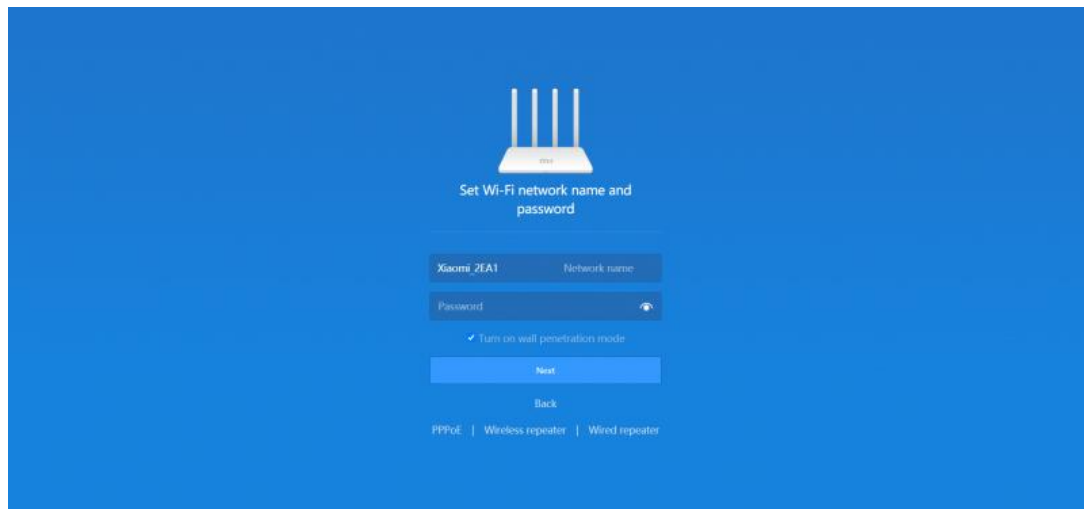 Set Wi-Fi network name and
password
Xiaomi_2EA1 Network name
Password
Turn on wall penetration mode
Next
Back
PPPoE | Wireless repeater | Wired repeater